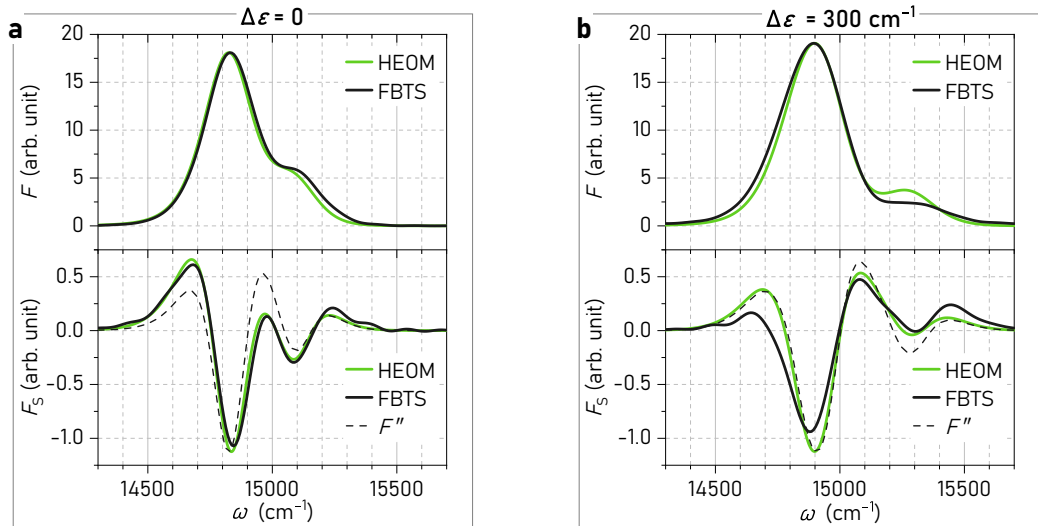 a
Δε = 0
F (arb. unit)
20
15
10
5
0
HEOM
FBTS
F_S (arb. unit)
0.5
0.0
−0.5
−1.0
HEOM
FBTS
F″
14500 15000 15500
ω (cm⁻¹)
b
Δε = 300 cm⁻¹
F (arb. unit)
20
15
10
5
0
HEOM
FBTS
F_S (arb. unit)
0.5
0.0
−0.5
−1.0
HEOM
FBTS
F″
14500 15000 15500
ω (cm⁻¹)